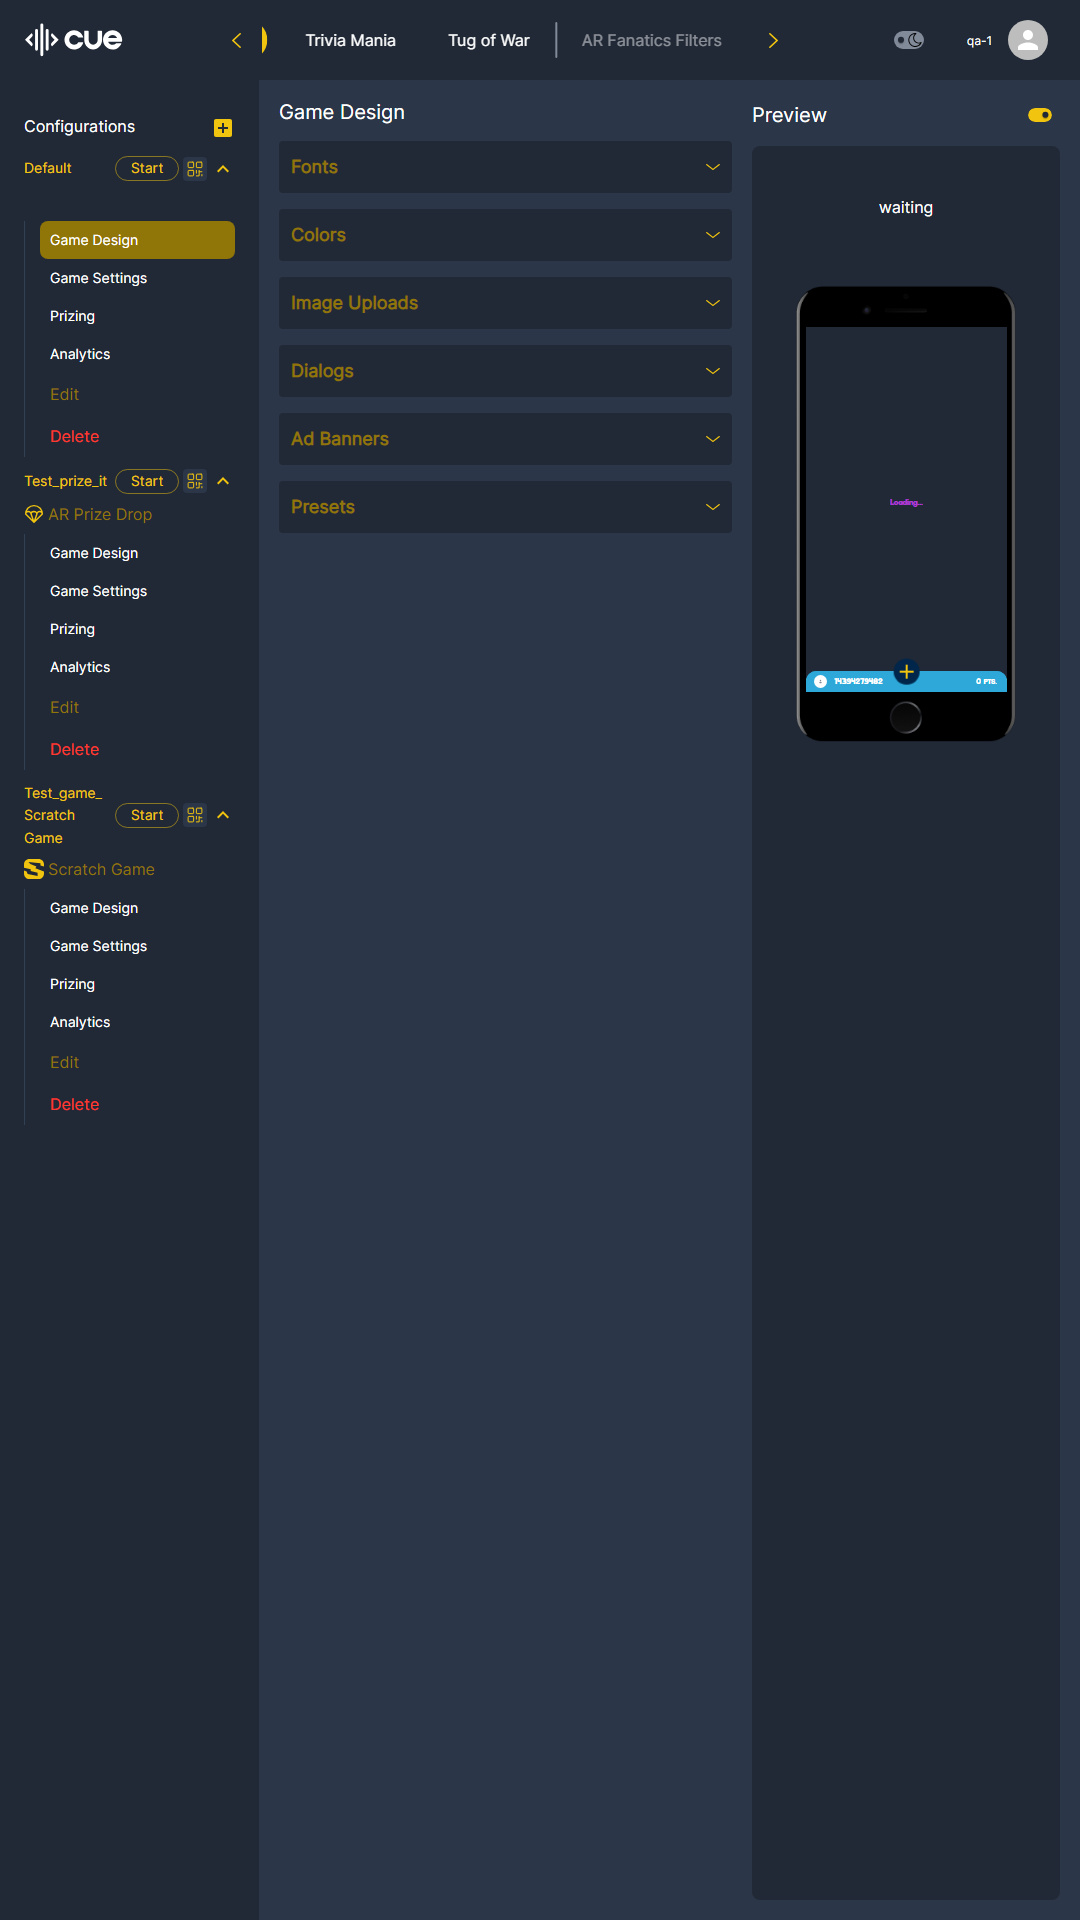 cue
Trivia Mania
Tug of War
AR Fanatics Filters
qa-1
Configurations
Default
Start
Game Design
Game Settings
Prizing
Analytics
Edit
Delete
Test_prize_it
Start
AR Prize Drop
Game Design
Game Settings
Prizing
Analytics
Edit
Delete
Test_game_
Scratch
Game
Start
Scratch Game
Game Design
Game Settings
Prizing
Analytics
Edit
Delete
Game Design
Fonts
Colors
Image Uploads
Dialogs
Ad Banners
Presets
Preview
waiting
Loading...
14394273482
0 PTS.